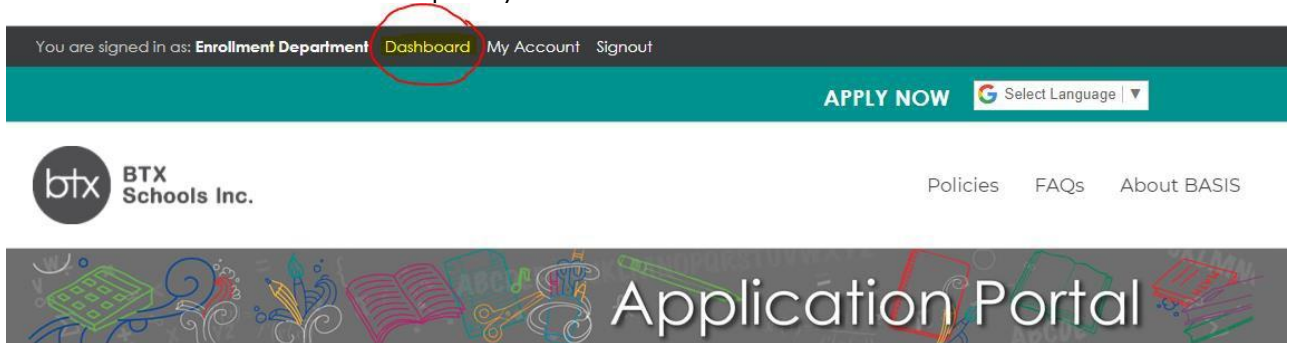 You are signed in as: Enrollment Department Dashboard My Account Signout
APPLY NOW Select Language ▼
btx BTX Schools Inc.
Policies FAQs About BASIS
Application Portal